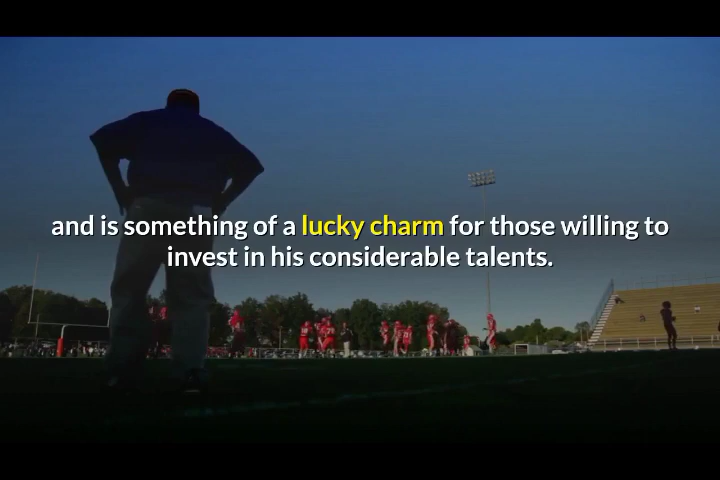 and is something of a lucky charm for those willing to
invest in his considerable talents.